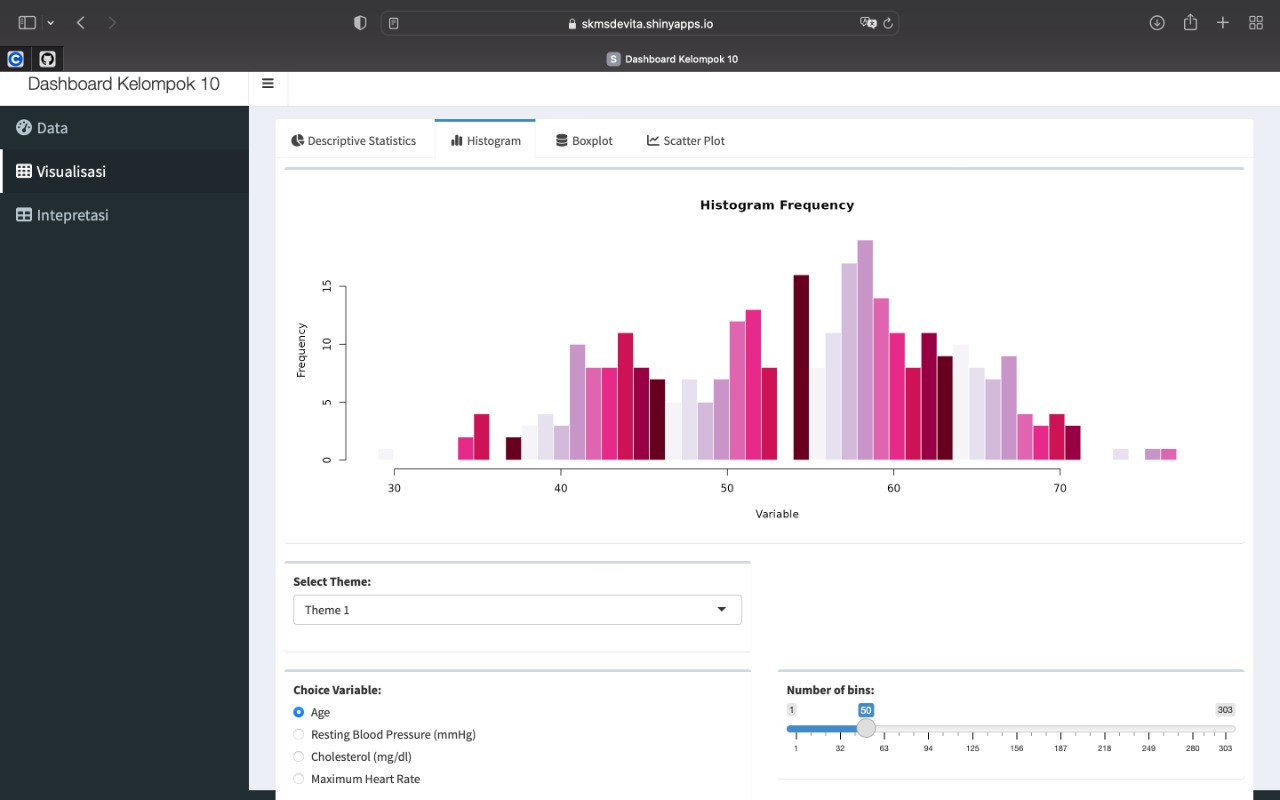 skmsdevita.shinyapps.io
S Dashboard Kelompok 10
Dashboard Kelompok 10
Data
Visualisasi
Intepretasi
Descriptive Statistics
Histogram
Boxplot
Scatter Plot
Histogram Frequency
Frequency
15
10
5
0
30 40 50 60 70
Variable
Select Theme:
Theme 1
Choice Variable:
Age
Resting Blood Pressure (mmHg)
Cholesterol (mg/dl)
Maximum Heart Rate
Number of bins:
1 50 303
1 32 63 94 125 156 187 218 249 280 303